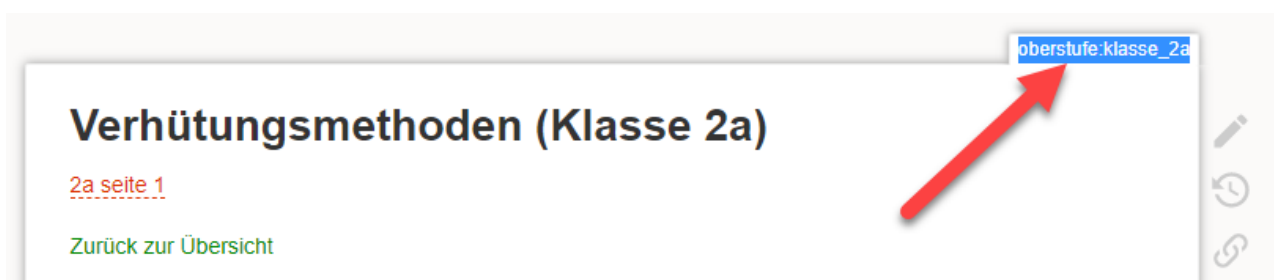 oberstufe:klasse_2a
Verhütungsmethoden (Klasse 2a)
2a seite 1
Zurück zur Übersicht